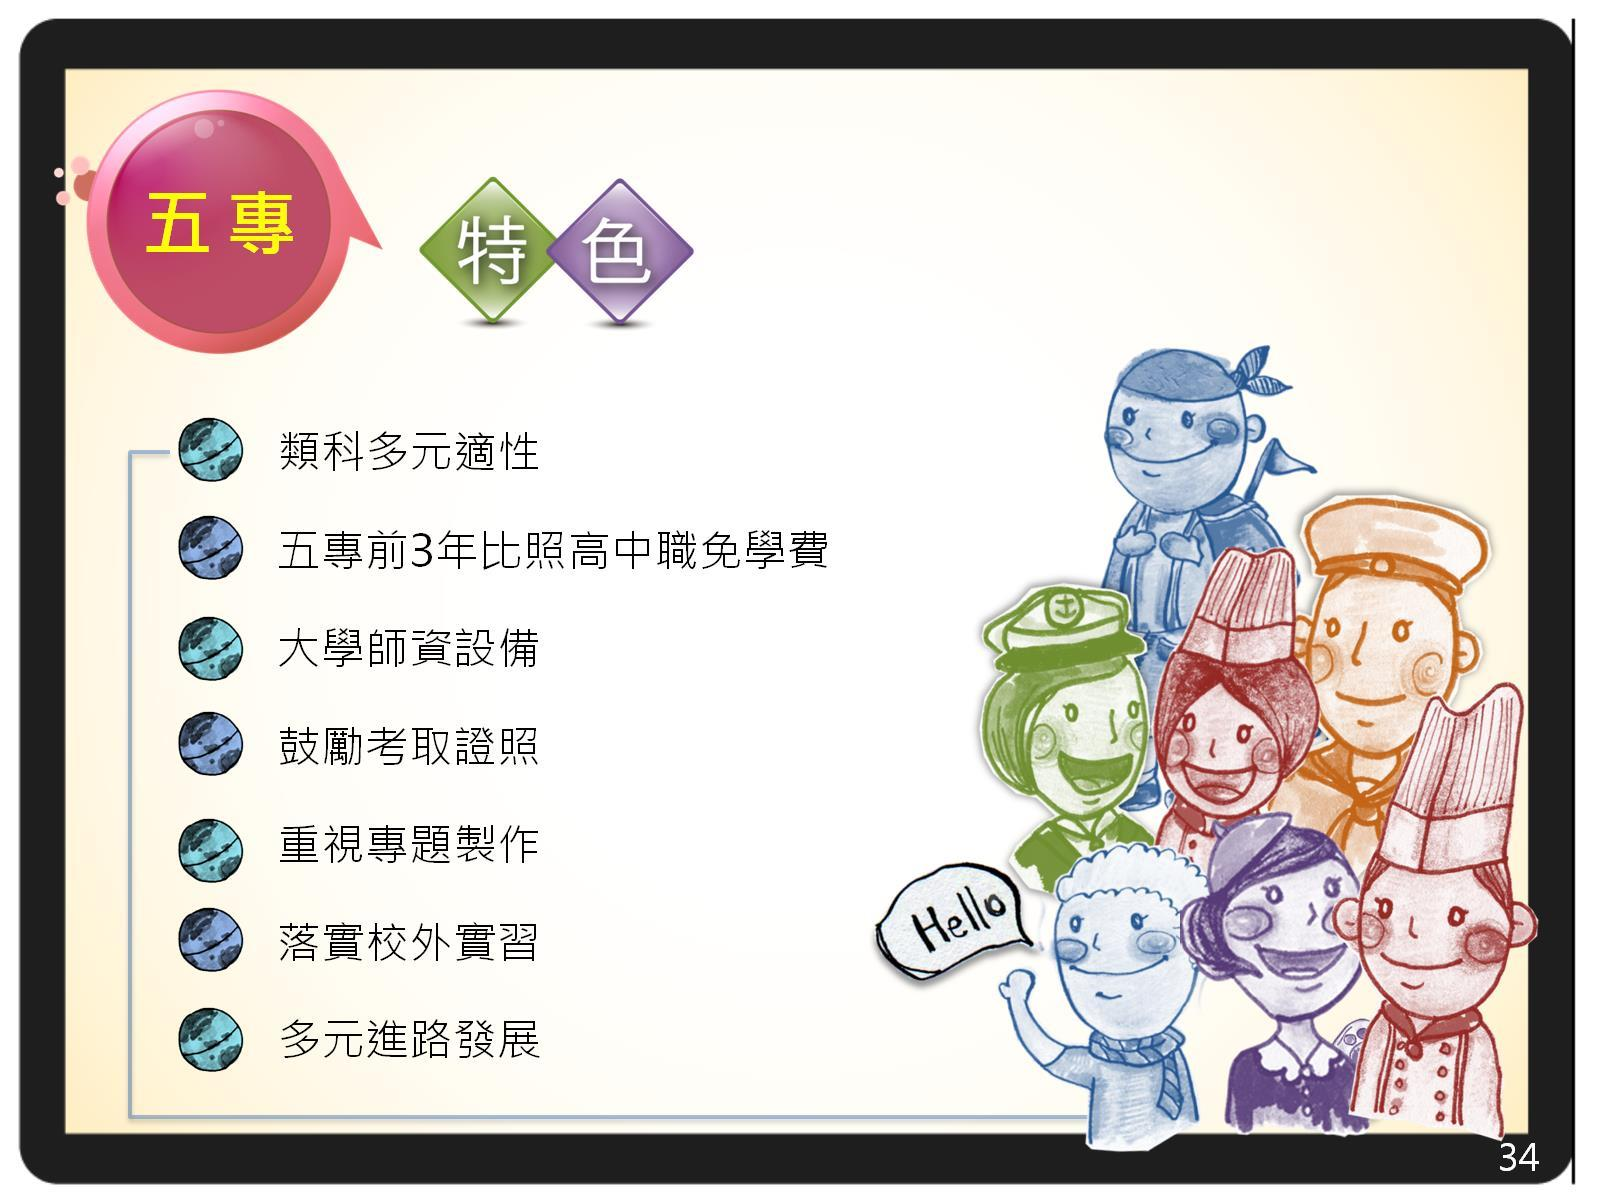 五專
特色
類科多元適性
五專前3年比照高中職免學費
大學師資設備
鼓勵考取證照
重視專題製作
落實校外實習
多元進路發展
Hello
34